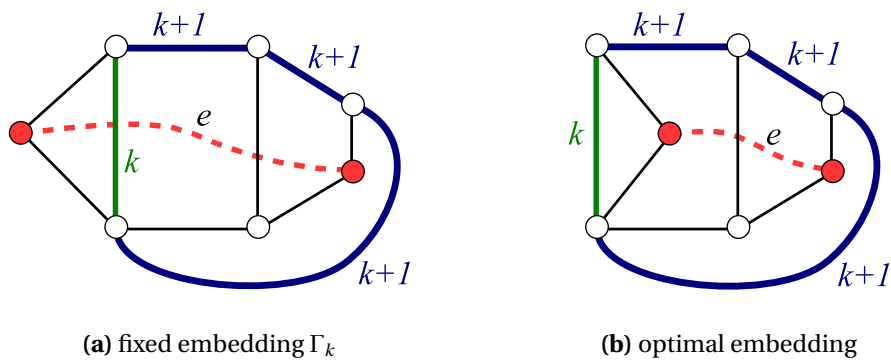 k+1
k+1
e
k
k+1
(a) fixed embedding Γₖ
k+1
k+1
k
e
k+1
(b) optimal embedding